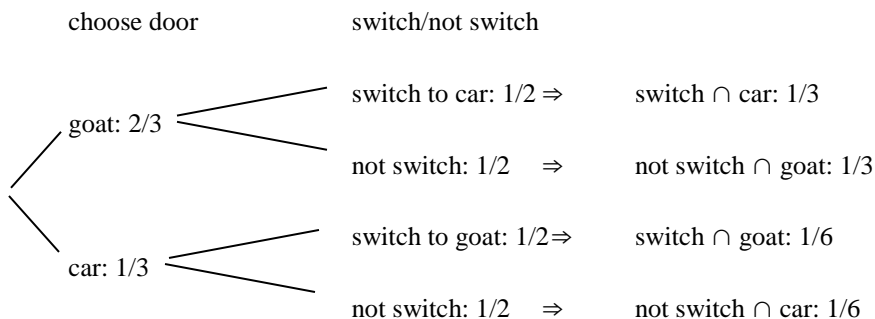 choose door switch/not switch
switch to car: 1/2 ⇒ switch ∩ car: 1/3
goat: 2/3
not switch: 1/2 ⇒ not switch ∩ goat: 1/3
switch to goat: 1/2⇒ switch ∩ goat: 1/6
car: 1/3
not switch: 1/2 ⇒ not switch ∩ car: 1/6